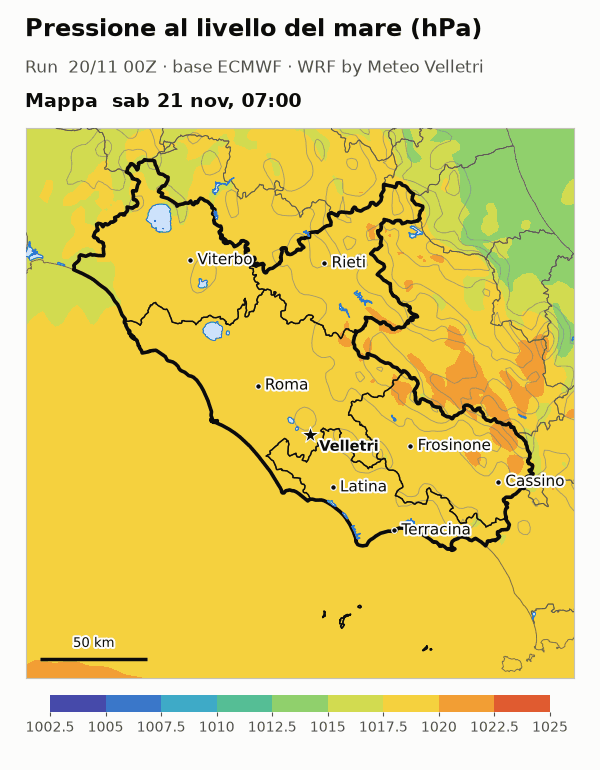 Pressione al livello del mare (hPa)
Run  20/11 00Z · base ECMWF · WRF by Meteo Velletri
Mappa  sab 21 nov, 07:00
Viterbo
Rieti
Roma
Velletri
Frosinone
Latina
Cassino
Terracina
50 km
1002.5 1005 1007.5 1010 1012.5 1015 1017.5 1020 1022.5 1025